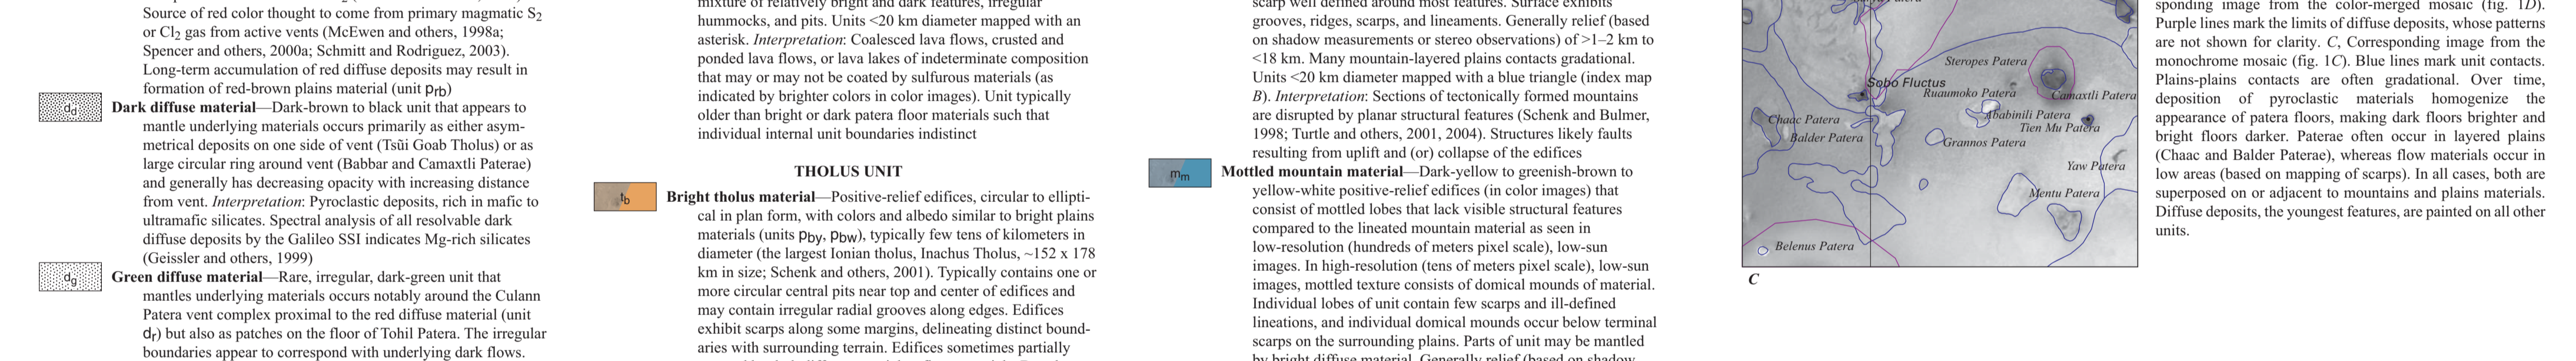 Source of red color thought to come from primary magmatic S2
or Cl2 gas from active vents (McEwen and others, 1998a;
Spencer and others, 2000a; Schmitt and Rodriguez, 2003).
Long-term accumulation of red diffuse deposits may result in
formation of red-brown plains material (unit prb)
dd
Dark diffuse material—Dark-brown to black unit that appears to
mantle underlying materials occurs primarily as either asym-
metrical deposits on one side of vent (Tsũi Goab Tholus) or as
large circular ring around vent (Babbar and Camaxtli Paterae)
and generally has decreasing opacity with increasing distance
from vent. Interpretation: Pyroclastic deposits, rich in mafic to
ultramafic silicates. Spectral analysis of all resolvable dark
diffuse deposits by the Galileo SSI indicates Mg-rich silicates
(Geissler and others, 1999)
dg
Green diffuse material—Rare, irregular, dark-green unit that
mantles underlying materials occurs notably around the Culann
Patera vent complex proximal to the red diffuse material (unit
dr) but also as patches on the floor of Tohil Patera. The irregular
boundaries appear to correspond with underlying dark flows.
mixture of relatively bright and dark features, irregular
hummocks, and pits. Units <20 km diameter mapped with an
asterisk. Interpretation: Coalesced lava flows, crusted and
ponded lava flows, or lava lakes of indeterminate composition
that may or may not be coated by sulfurous materials (as
indicated by brighter colors in color images). Unit typically
older than bright or dark patera floor materials such that
individual internal unit boundaries indistinct
THOLUS UNIT
tb
Bright tholus material—Positive-relief edifices, circular to ellipti-
cal in plan form, with colors and albedo similar to bright plains
materials (units pby, pbw), typically few tens of kilometers in
diameter (the largest Ionian tholus, Inachus Tholus, ~152 x 178
km in size; Schenk and others, 2001). Typically contains one or
more circular central pits near top and center of edifices and
may contain irregular radial grooves along edges. Edifices
exhibit scarps along some margins, delineating distinct bound-
aries with surrounding terrain. Edifices sometimes partially
scarp well defined around most features. Surface exhibits
grooves, ridges, scarps, and lineaments. Generally relief (based
on shadow measurements or stereo observations) of >1–2 km to
<18 km. Many mountain-layered plains contacts gradational.
Units <20 km diameter mapped with a blue triangle (index map
B). Interpretation: Sections of tectonically formed mountains
are disrupted by planar structural features (Schenk and Bulmer,
1998; Turtle and others, 2001, 2004). Structures likely faults
resulting from uplift and (or) collapse of the edifices
mm
Mottled mountain material—Dark-yellow to greenish-brown to
yellow-white positive-relief edifices (in color images) that
consist of mottled lobes that lack visible structural features
compared to the lineated mountain material as seen in
low-resolution (hundreds of meters pixel scale), low-sun
images. In high-resolution (tens of meters pixel scale), low-sun
images, mottled texture consists of domical mounds of material.
Individual lobes of unit contain few scarps and ill-defined
lineations, and individual domical mounds occur below terminal
scarps on the surrounding plains. Parts of unit may be mantled
by bright diffuse material. Generally relief (based on shadow
Steropes Patera
Sobo Fluctus
Ruaumoko Patera
Camaxtli Patera
Ababinili Patera
Chaac Patera
Tien Mu Patera
Balder Patera
Grannos Patera
Yaw Patera
Mentu Patera
Belenus Patera
C
sponding image from the color-merged mosaic (fig. 1D).
Purple lines mark the limits of diffuse deposits, whose patterns
are not shown for clarity. C, Corresponding image from the
monochrome mosaic (fig. 1C). Blue lines mark unit contacts.
Plains-plains contacts are often gradational. Over time,
deposition of pyroclastic materials homogenize the
appearance of patera floors, making dark floors brighter and
bright floors darker. Paterae often occur in layered plains
(Chaac and Balder Paterae), whereas flow materials occur in
low areas (based on mapping of scarps). In all cases, both are
superposed on or adjacent to mountains and plains materials.
Diffuse deposits, the youngest features, are painted on all other
units.